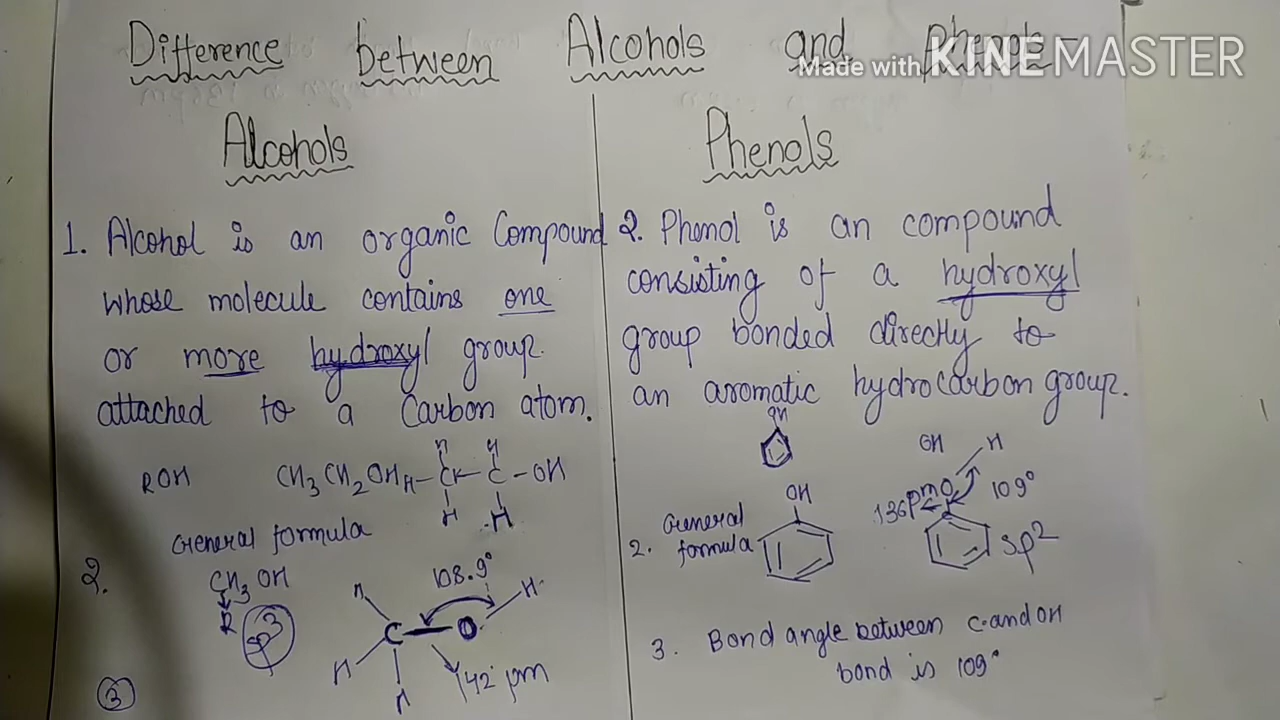 Difference between Alcohols and phenols-
Made with KINEMASTER
Alcohols
1. Alcohol is an organic Compound
whose molecule contains one
or more hydroxyl group.
attached to a Carbon atom.
ROH CH3CH2OH H-C-C-OH
H H
H H
General formula
2.
CH3OH
R
SP3
108.9°
H H
C O
H H
142 pm
3
Phenols
2. Phenol is an compound
consisting of a hydroxyl
group bonded directly to
an aromatic hydrocarbon group.
OH
2. General
formula
OH
OH H
O
136pm 109°
sp2
3. Bond angle between C-and OH
bond is 109°